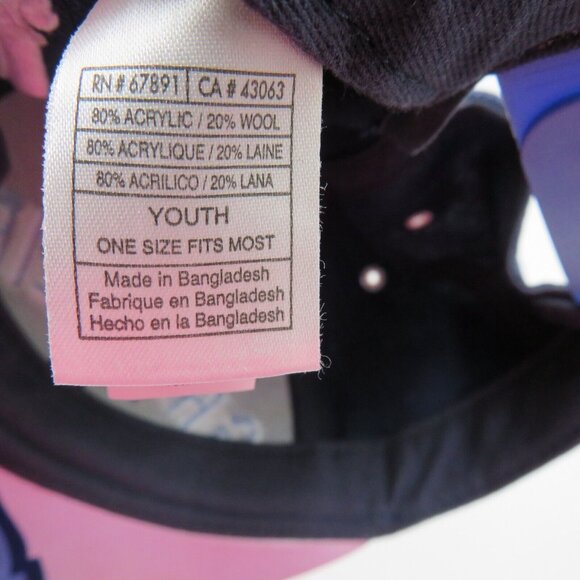 RN # 67891 CA # 43063
80% ACRYLIC / 20% WOOL
80% ACRYLIQUE / 20% LAINE
80% ACRILICO / 20% LANA
YOUTH
ONE SIZE FITS MOST
Made in Bangladesh
Fabrique en Bangladesh
Hecho en la Bangladesh